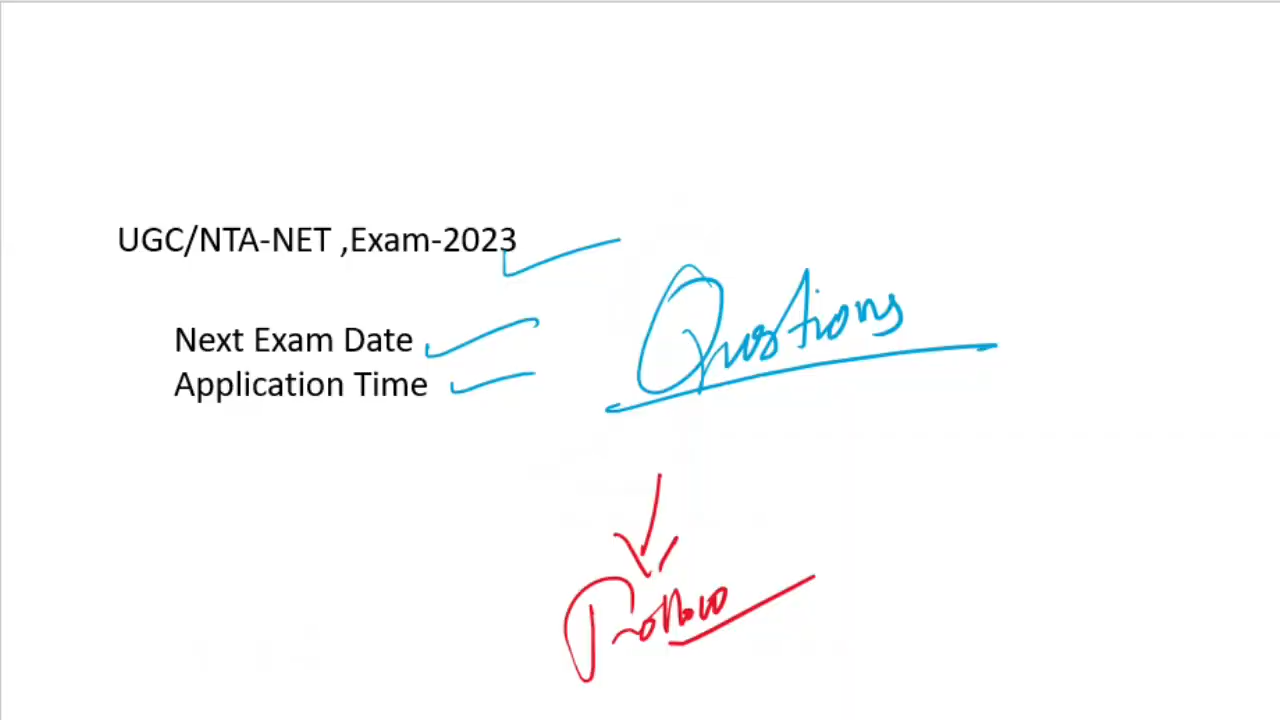 UGC/NTA-NET ,Exam-2023
Next Exam Date
Application Time
Questions